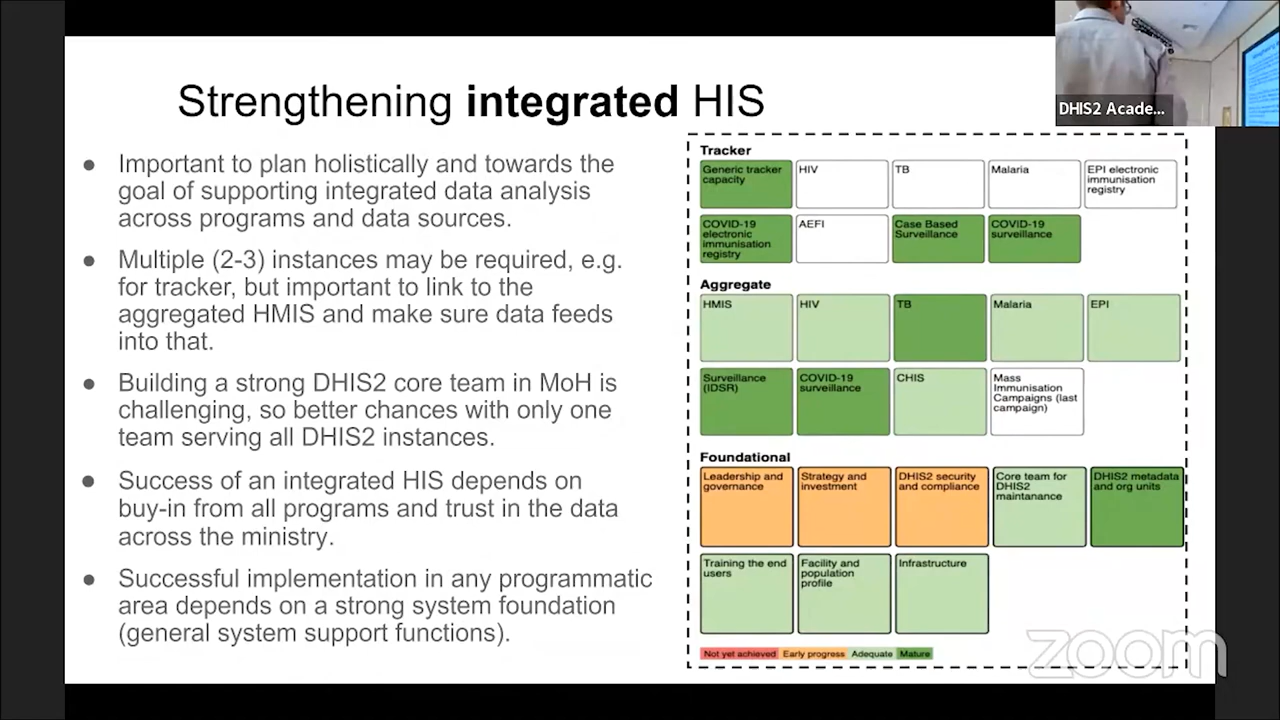 Strengthening integrated HIS
DHIS2 Acade...
● Important to plan holistically and towards the
goal of supporting integrated data analysis
across programs and data sources.
● Multiple (2-3) instances may be required, e.g.
for tracker, but important to link to the
aggregated HMIS and make sure data feeds
into that.
● Building a strong DHIS2 core team in MoH is
challenging, so better chances with only one
team serving all DHIS2 instances.
● Success of an integrated HIS depends on
buy-in from all programs and trust in the data
across the ministry.
● Successful implementation in any programmatic
area depends on a strong system foundation
(general system support functions).
Tracker
Generic tracker
capacity
HIV
TB
Malaria
EPI electronic
immunisation
registry
COVID-19
electronic
immunisation
registry
AEFI
Case Based
Surveillance
COVID-19
surveillance
Aggregate
HMIS
HIV
TB
Malaria
EPI
Surveillance
(IDSR)
COVID-19
surveillance
CHIS
Mass
Immunisation
Campaigns (last
campaign)
Foundational
Leadership and
governance
Strategy and
investment
DHIS2 security
and compliance
Core team for
DHIS2
maintanance
DHIS2 metadata
and org units
Training the end
users
Facility and
population
profile
Infrastructure
Not yet achieved Early progress Adequate Mature
zoom